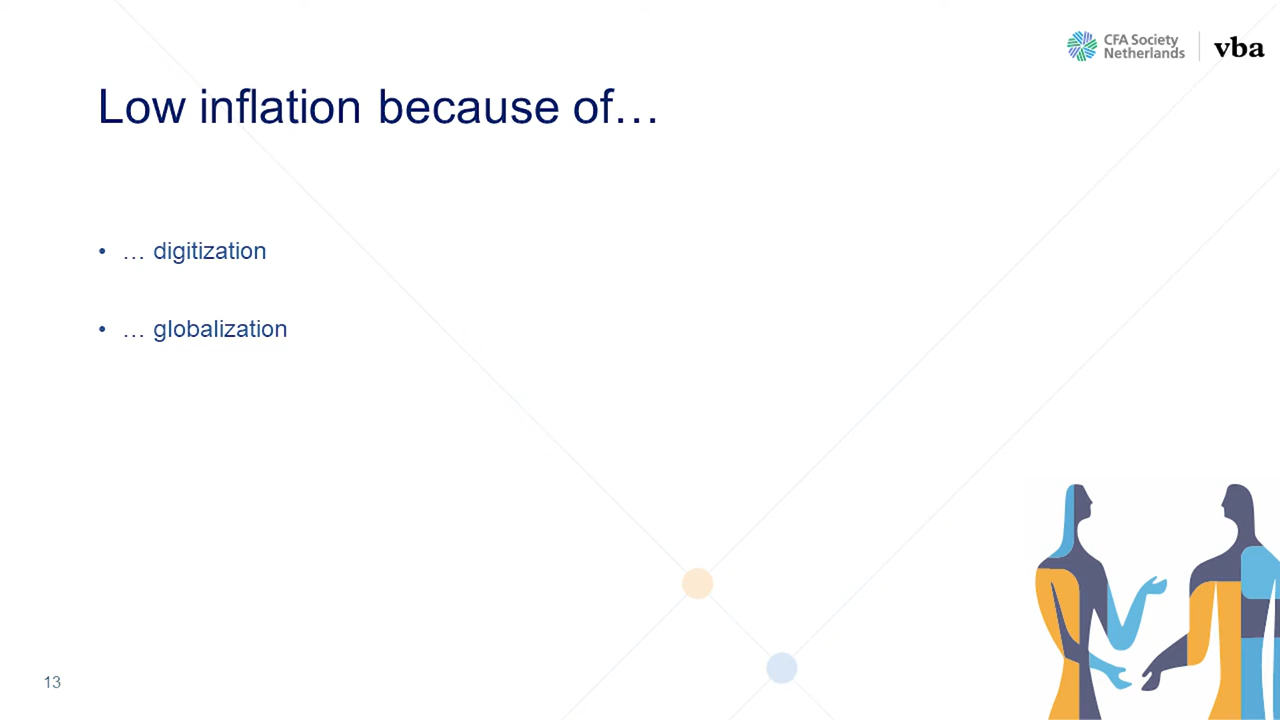 CFA Society
Netherlands
vba
Low inflation because of…
• … digitization
• … globalization
13